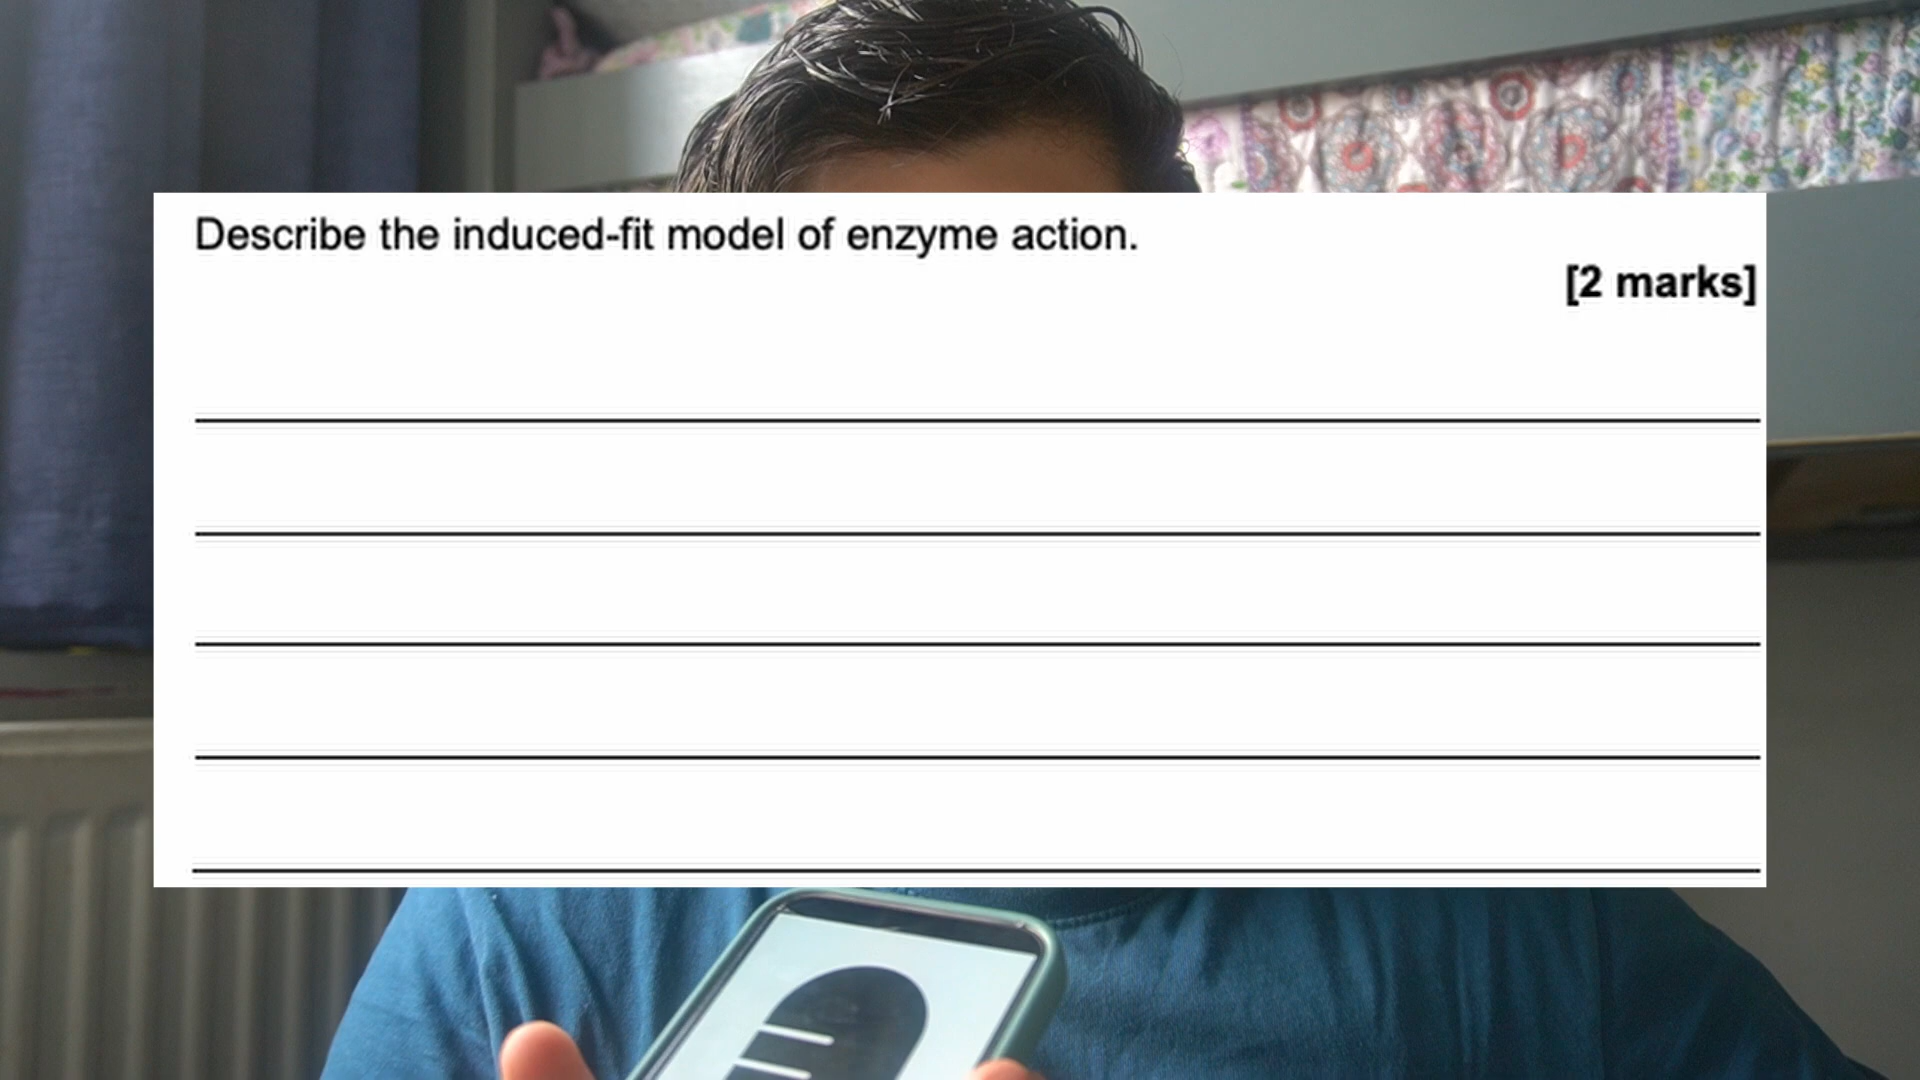 Describe the induced-fit model of enzyme action.
[2 marks]